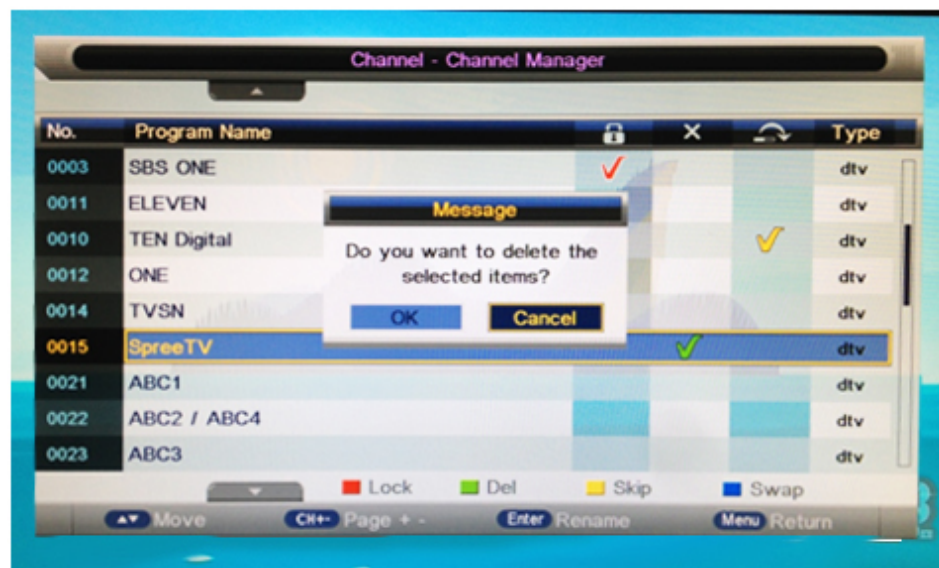 Channel - Channel Manager
No. Program Name Type
0003 SBS ONE dtv
0011 ELEVEN dtv
0010 TEN Digital dtv
0012 ONE dtv
0014 TVSN dtv
0015 SpreeTV dtv
0021 ABC1 dtv
0022 ABC2 / ABC4 dtv
0023 ABC3 dtv
Message
Do you want to delete the
selected items?
OK Cancel
Lock Del Skip Swap
Move CH+- Page + - Enter Rename Menu Return